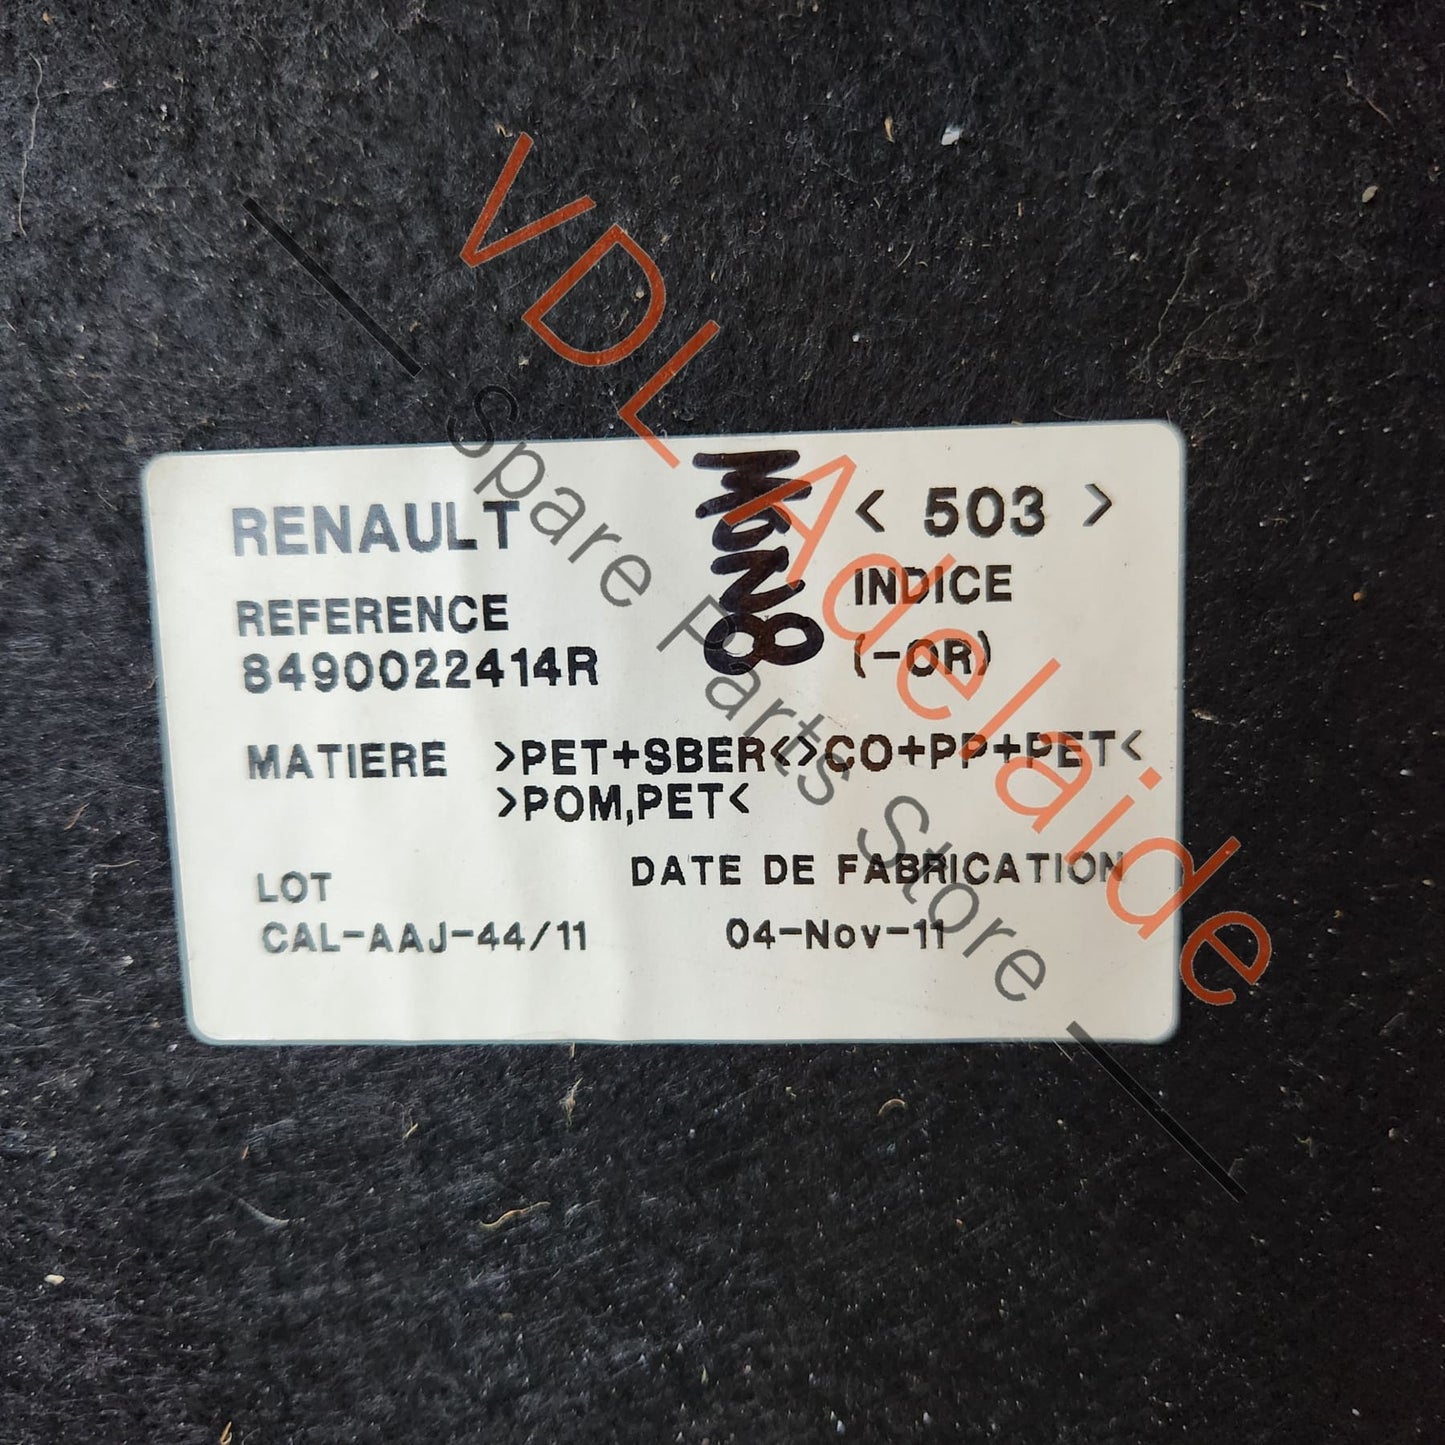 RENAULT < 503 >
REFERENCE INDICE
8490022414R (-OR)
MATIERE >PET+SBER<>CO+PP+PET<
>POM,PET<
LOT DATE DE FABRICATION
CAL-AAJ-44/11 04-Nov-11
VDL Adelaide
Spare Parts Store